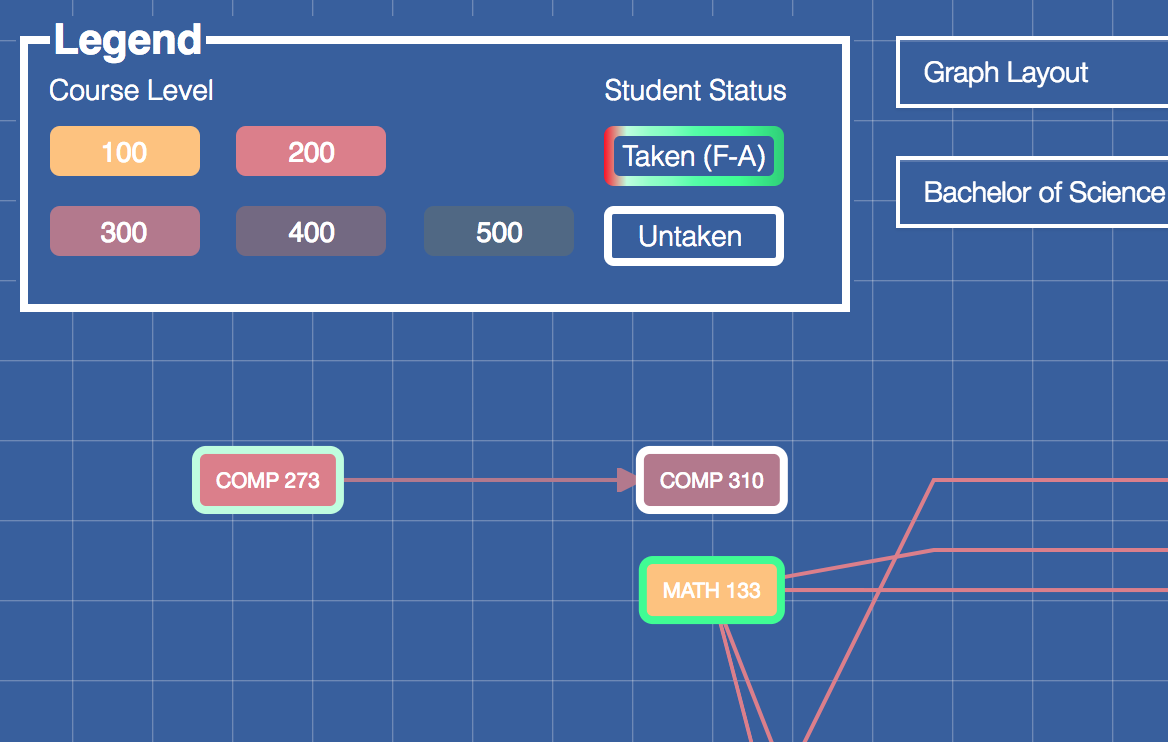 Legend
Course Level
Student Status
100
200
Taken (F-A)
300
400
500
Untaken
Graph Layout
Bachelor of Science
COMP 273
COMP 310
MATH 133